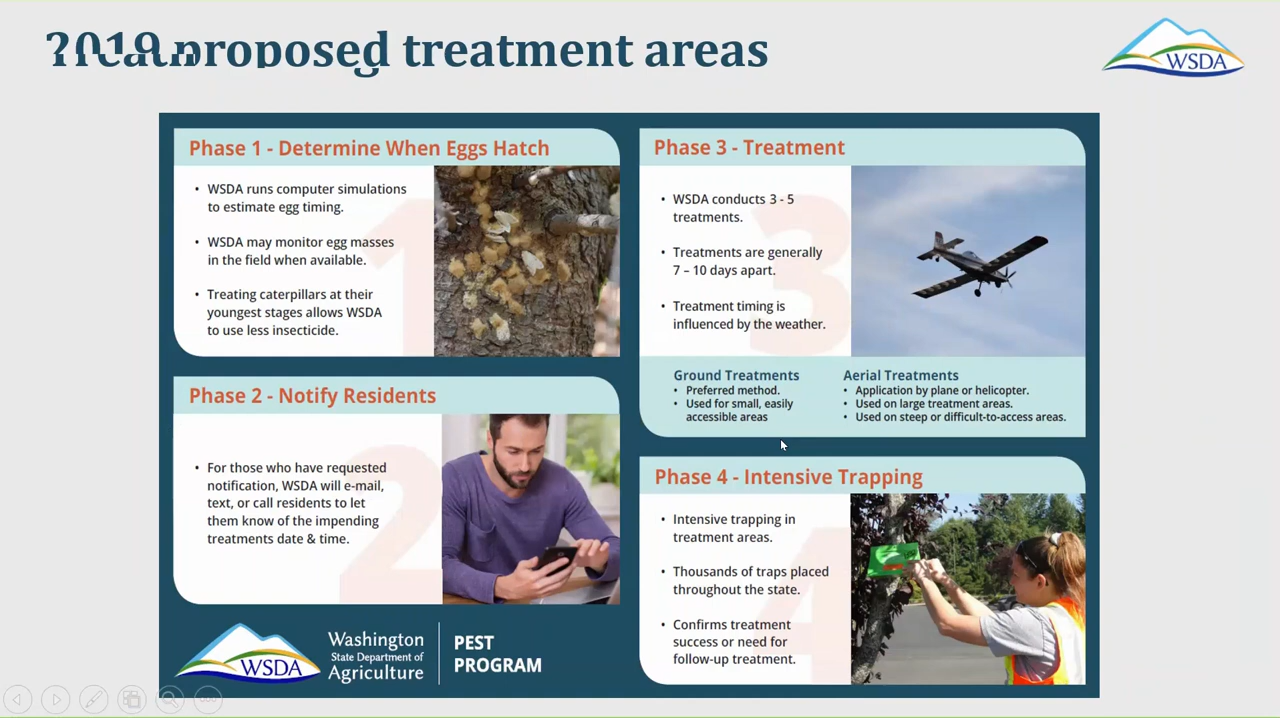 2019 proposed treatment areas
WSDA
Phase 1 - Determine When Eggs Hatch
• WSDA runs computer simulations
to estimate egg timing.
• WSDA may monitor egg masses
in the field when available.
• Treating caterpillars at their
youngest stages allows WSDA
to use less insecticide.
1
Phase 2 - Notify Residents
• For those who have requested
notification, WSDA will e-mail,
text, or call residents to let
them know of the impending
treatments date & time.
2
Phase 3 - Treatment
• WSDA conducts 3 - 5
treatments.
• Treatments are generally
7 – 10 days apart.
• Treatment timing is
influenced by the weather.
3
Ground Treatments
• Preferred method.
• Used for small, easily
accessible areas
Aerial Treatments
• Application by plane or helicopter.
• Used on large treatment areas.
• Used on steep or difficult-to-access areas.
Phase 4 - Intensive Trapping
• Intensive trapping in
treatment areas.
• Thousands of traps placed
throughout the state.
• Confirms treatment
success or need for
follow-up treatment.
4
WSDA
Washington
State Department of
Agriculture
PEST
PROGRAM